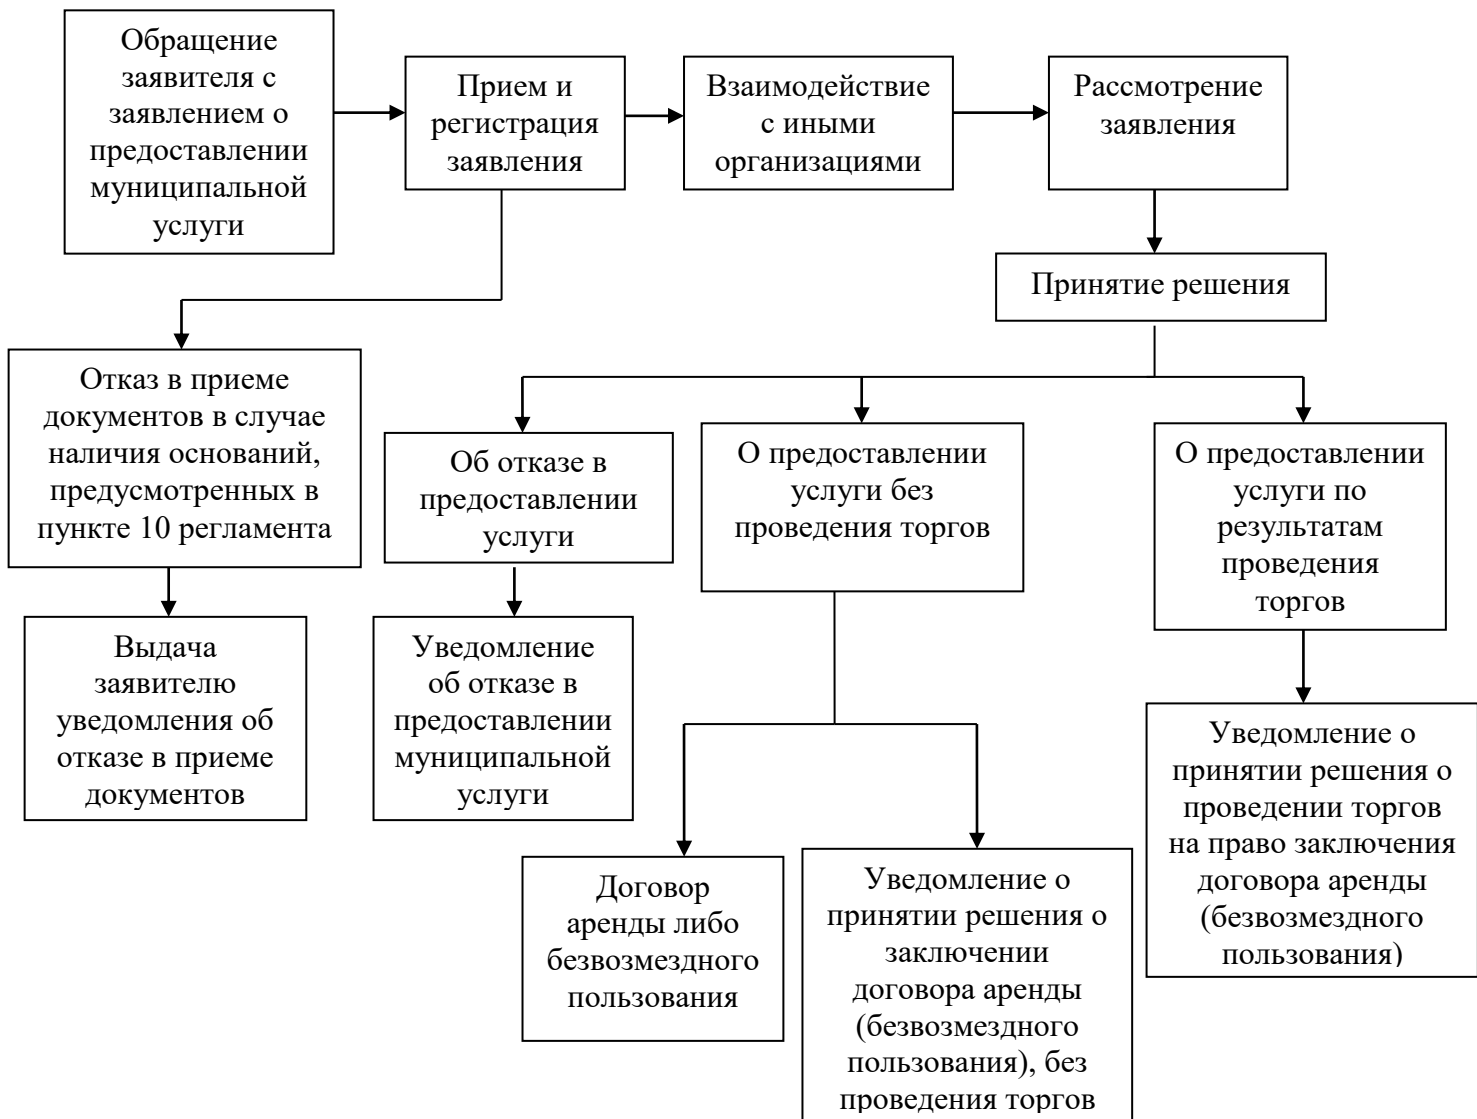 Обращение
заявителя с
заявлением о
предоставлении
муниципальной
услуги
Прием и
регистрация
заявления
Взаимодействие
с иными
организациями
Рассмотрение
заявления
Принятие решения
Отказ в приеме
документов в случае
наличия оснований,
предусмотренных в
пункте 10 регламента
Об отказе в
предоставлении
услуги
О предоставлении
услуги без
проведения торгов
О предоставлении
услуги по
результатам
проведения
торгов
Выдача
заявителю
уведомления об
отказе в приеме
документов
Уведомление
об отказе в
предоставлении
муниципальной
услуги
Договор
аренды либо
безвозмездного
пользования
Уведомление о
принятии решения о
заключении
договора аренды
(безвозмездного
пользования), без
проведения торгов
Уведомление о
принятии решения о
проведении торгов
на право заключения
договора аренды
(безвозмездного
пользования)